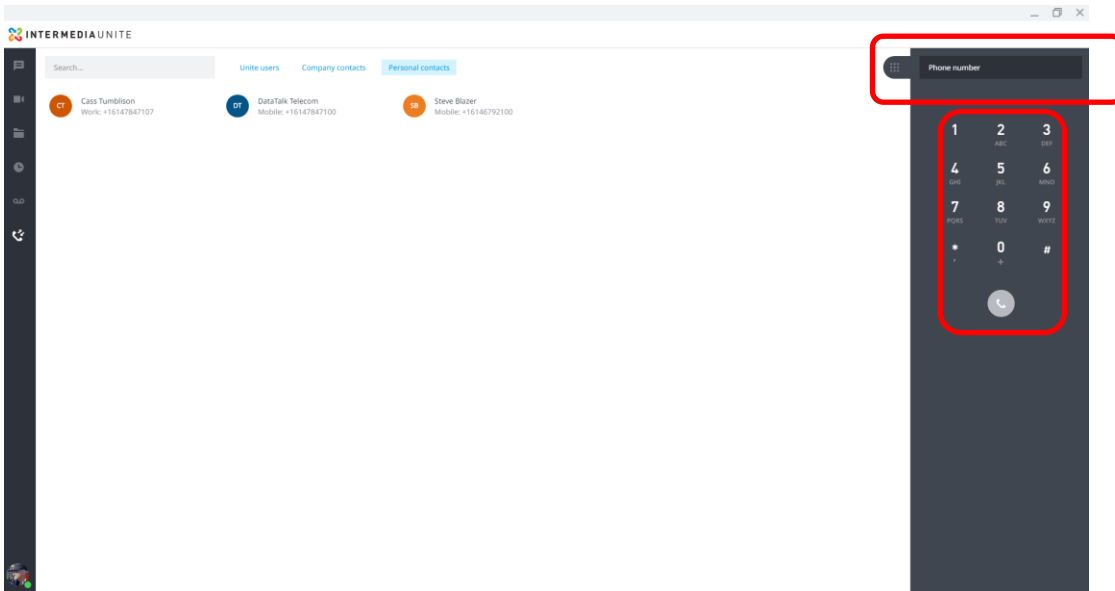 INTERMEDIAUNITE
Search...
Unite users
Company contacts
Personal contacts
Phone number
CT
Cass Tumblison
Work: +16147847107
DT
DataTalk Telecom
Mobile: +16147847100
SB
Steve Blazer
Mobile: +16146792100
1 2 3
ABC DEF
4 5 6
GHI JKL MNO
7 8 9
PQRS TUV WXYZ
* 0 #
, +